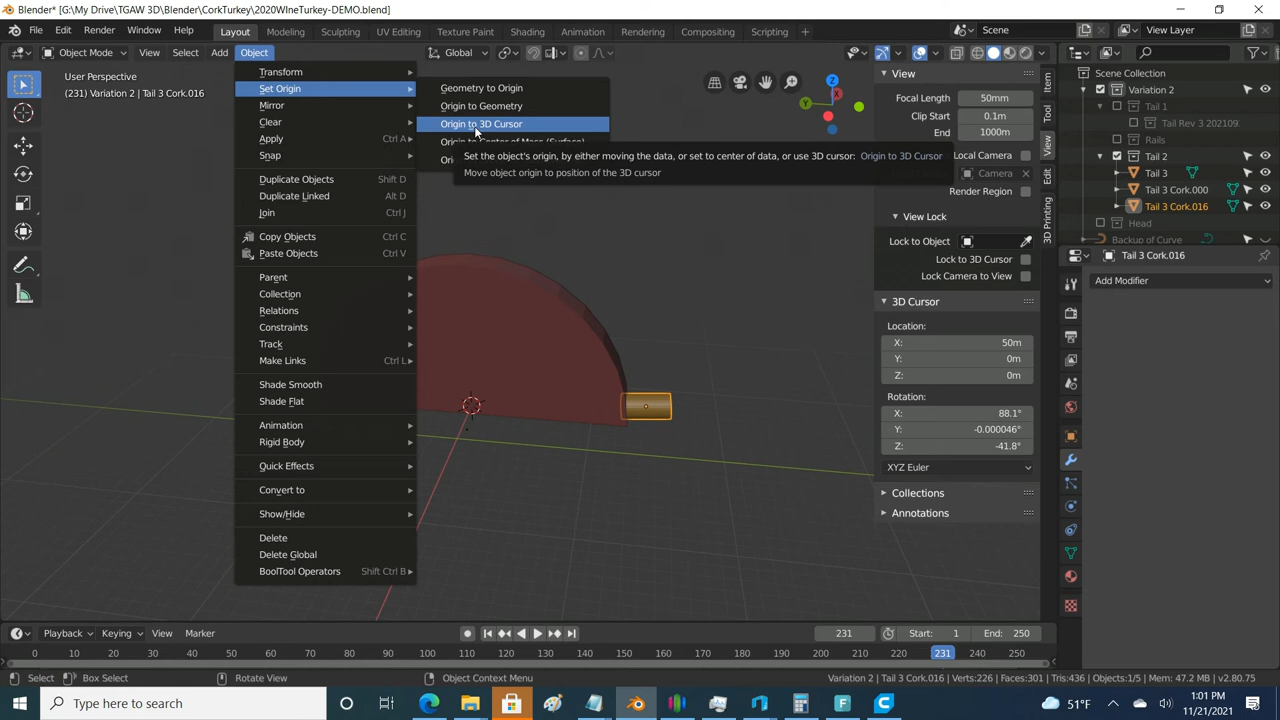 Blender* [G:\My Drive\TGAW 3D\Blender\CorkTurkey\2020WIneTurkey-DEMO.blend]
File Edit Render Window Help Layout Modeling Sculpting UV Editing Texture Paint Shading Animation Rendering Compositing Scripting + Scene View Layer
Object Mode View Select Add Object Global
User Perspective
(231) Variation 2 | Tail 3 Cork.016
Transform
Set Origin
Mirror
Clear
Apply Ctrl A
Snap
Duplicate Objects Shift D
Duplicate Linked Alt D
Join Ctrl J
Copy Objects Ctrl C
Paste Objects Ctrl V
Parent
Collection
Relations
Constraints
Track
Make Links Ctrl L
Shade Smooth
Shade Flat
Animation
Rigid Body
Quick Effects
Convert to
Show/Hide
Delete
Delete Global
BoolTool Operators Shift Ctrl B
Geometry to Origin
Origin to Geometry
Origin to 3D Cursor
Origin to Center of Mass (Surface)
Set the object's origin, by either moving the data, or set to center of data, or use 3D cursor: Origin to 3D Cursor
Move object origin to position of the 3D cursor
X
Y
Z
View
Focal Length 50mm
Clip Start 0.1m
End 1000m
Local Camera
Camera
Render Region
View Lock
Lock to Object
Lock to 3D Cursor
Lock Camera to View
3D Cursor
Location:
X: 50m
Y: 0m
Z: 0m
Rotation:
X: 88.1°
Y: -0.000046°
Z: -41.8°
XYZ Euler
Collections
Annotations
Item
Tool
View
Edit
3D Printing
Scene Collection
Variation 2
Tail 1
Tail Rev 3 202109
Tail 2
Tail 3
Tail 3 Cork.000
Tail 3 Cork.016
Head
Backup of Curve
Tail 3 Cork.016
Add Modifier
Playback Keying View Marker 231 Start: 1 End: 250
0 10 20 30 40 50 60 70 80 90 100 110 120 130 140 150 160 170 180 190 200 210 220 231 240 250
Select Box Select Rotate View Object Context Menu Variation 2 | Tail 3 Cork.016 | Verts:226 | Faces:301 | Tris:436 | Objects:1/5 | Mem: 47.2 MB | v2.80.75
Type here to search 51°F 1:01 PM
11/21/2021